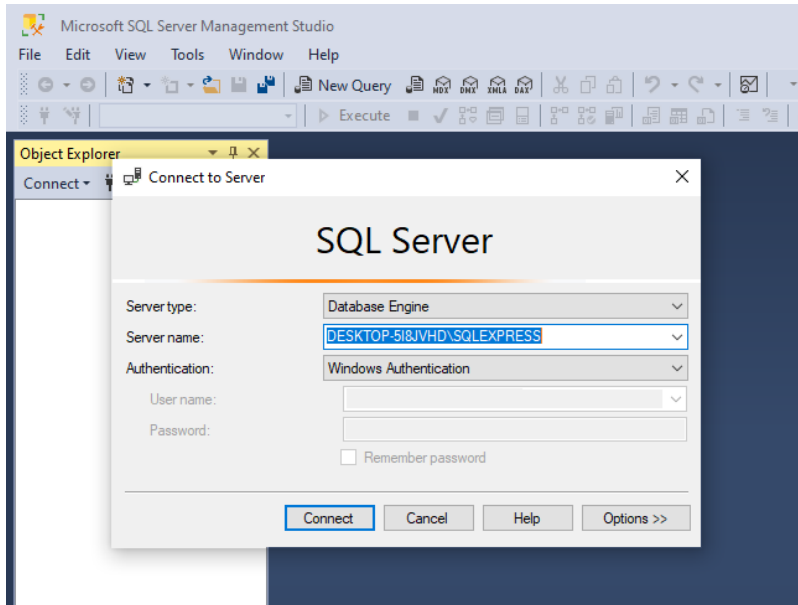 Microsoft SQL Server Management Studio
File Edit View Tools Window Help
New Query MDX DMX XMLA DAX
Execute
Object Explorer
Connect
Connect to Server
SQL Server
Server type: Database Engine
Server name: DESKTOP-5I8JVHD\SQLEXPRESS
Authentication: Windows Authentication
User name:
Password:
Remember password
Connect Cancel Help Options >>